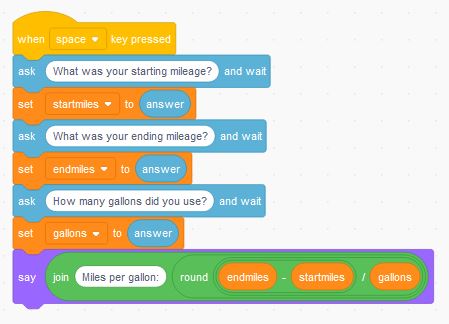 when space key pressed
ask What was your starting mileage? and wait
set startmiles to answer
ask What was your ending mileage? and wait
set endmiles to answer
ask How many gallons did you use? and wait
set gallons to answer
say join Miles per gallon: round endmiles - startmiles / gallons